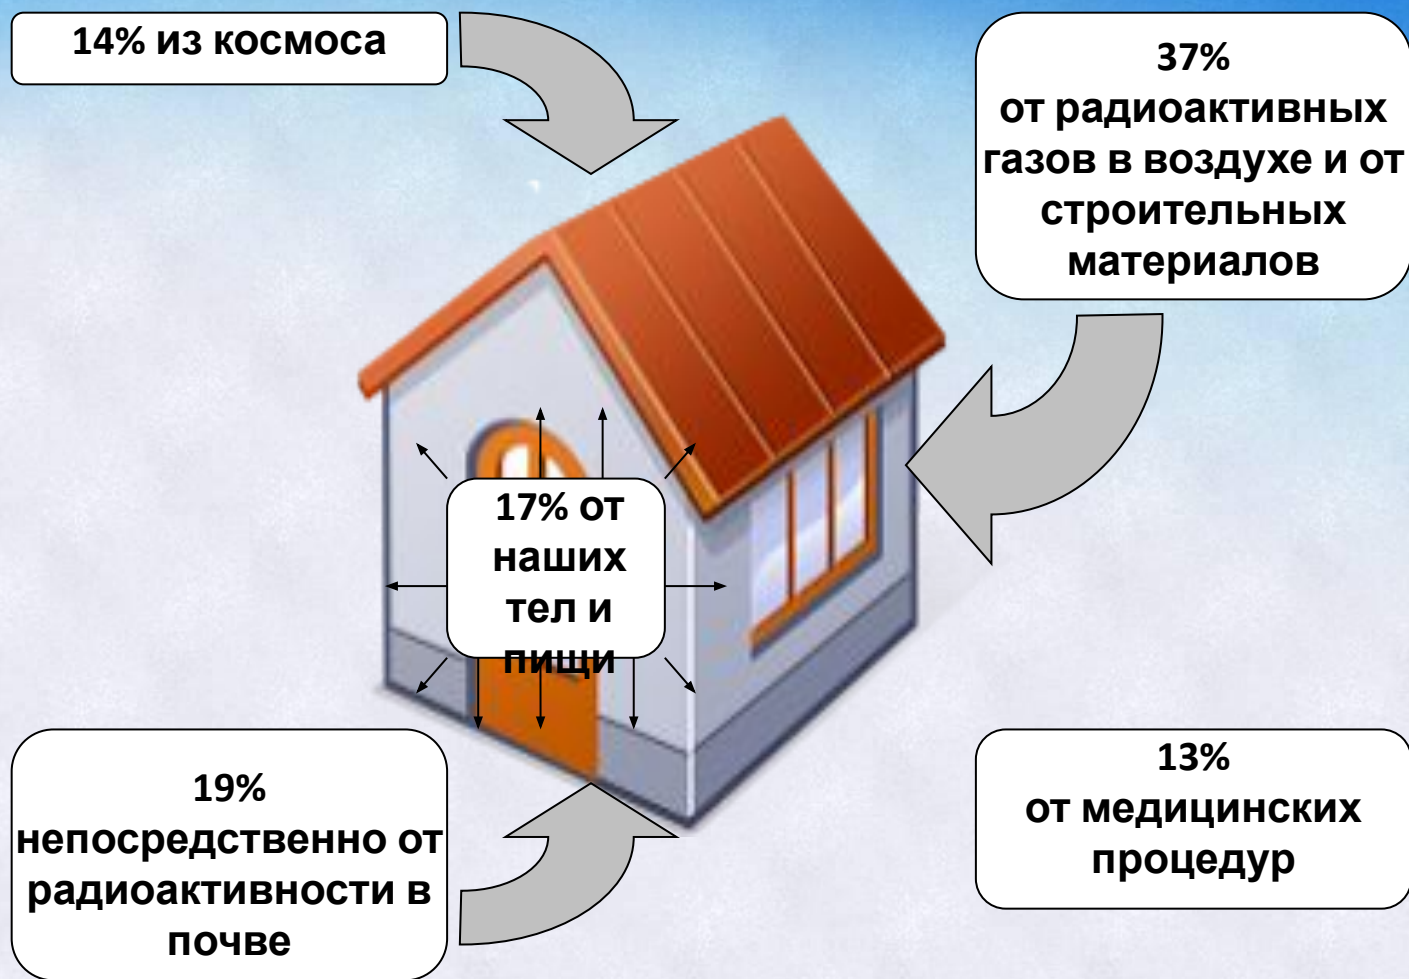 14% из космоса
37%
от радиоактивных
газов в воздухе и от
строительных
материалов
17% от
наших
тел и
пищи
19%
непосредственно от
радиоактивности в
почве
13%
от медицинских
процедур